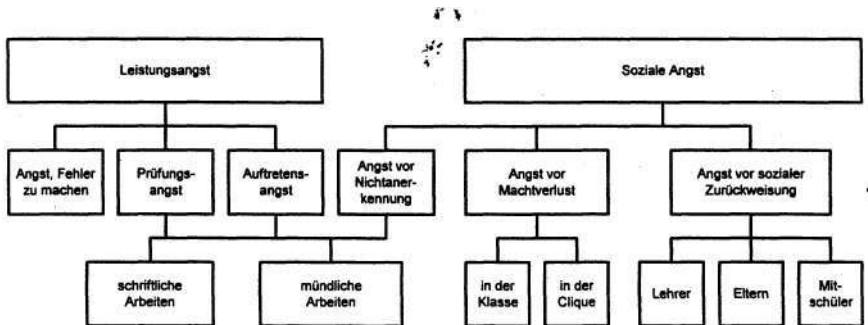 Leistungsangst
Soziale Angst
Angst, Fehler
zu machen
Prüfungs-
angst
Auftretens-
angst
Angst vor
Nichtaner-
kennung
Angst vor
Machtverlust
Angst vor sozialer
Zurückweisung
schriftliche
Arbeiten
mündliche
Arbeiten
in der
Klasse
in der
Clique
Lehrer
Eltern
Mit-
schüler